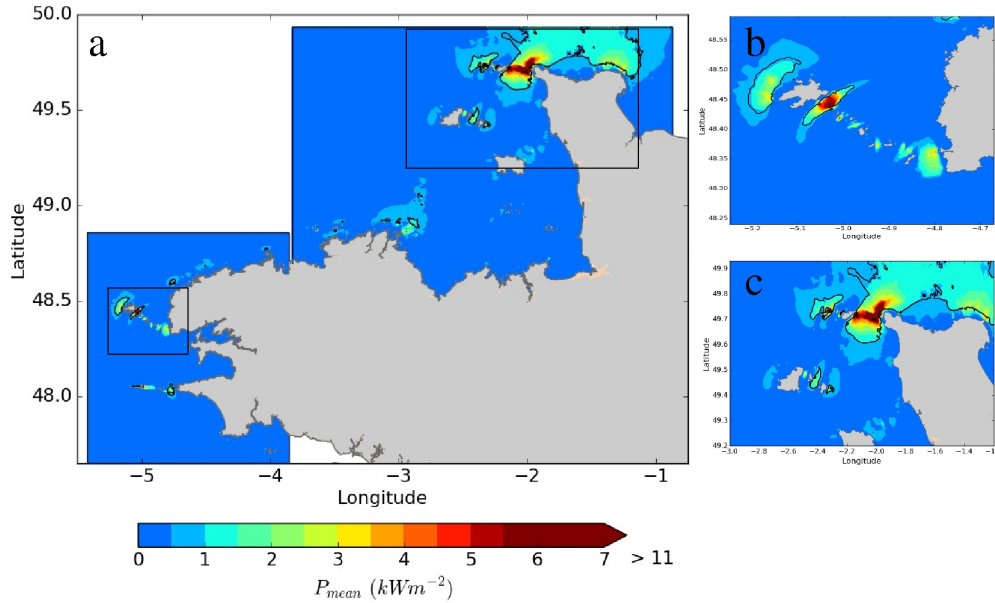 a
50.0
49.5
49.0
48.5
48.0
Latitude
−5 −4 −3 −2 −1
Longitude
0 1 2 3 4 5 6 7 > 11
P_mean (kWm^−2)
b
48.55
48.50
48.45
48.40
48.35
48.30
48.25
Latitude
−5.2 −5.1 −5.0 −4.9 −4.8 −4.7
Longitude
c
49.9
49.8
49.7
49.6
49.5
49.4
49.3
49.2
Latitude
−3.0 −2.8 −2.6 −2.4 −2.2 −2.0 −1.8 −1.6 −1.4 −1.2
Longitude